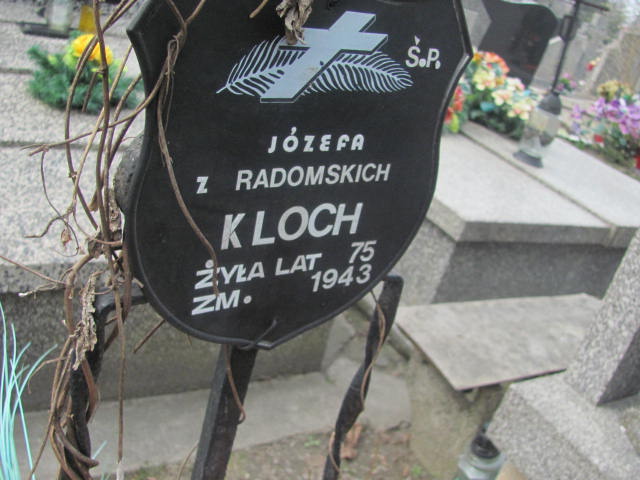 Ś.P.
JÓZEFA
Z RADOMSKICH
KLOCH
ŻYŁA LAT 75
ZM. 1943